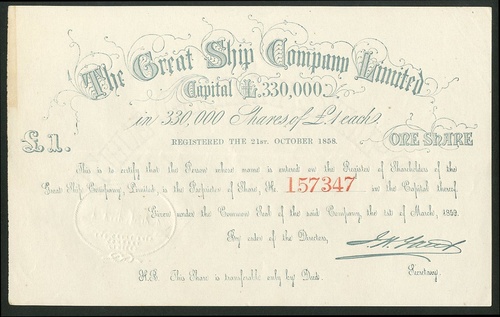 The Great Ship Company, Limited
Capital £330,000.
in 330,000 Shares of £1 each
REGISTERED THE 21ST. OCTOBER 1858.
£1. ONE SHARE
This is to certify that the Person whose name is entered on the Register of Shareholders of the
Great Ship Company, Limited, is the Proprietor of Share, No. 157347 in the Capital thereof.
Given under the Common Seal of the said Company, the 1st of March, 1859.
By order of the Directors,
Secretary.
N.B. This Share is transferable only by Deed.